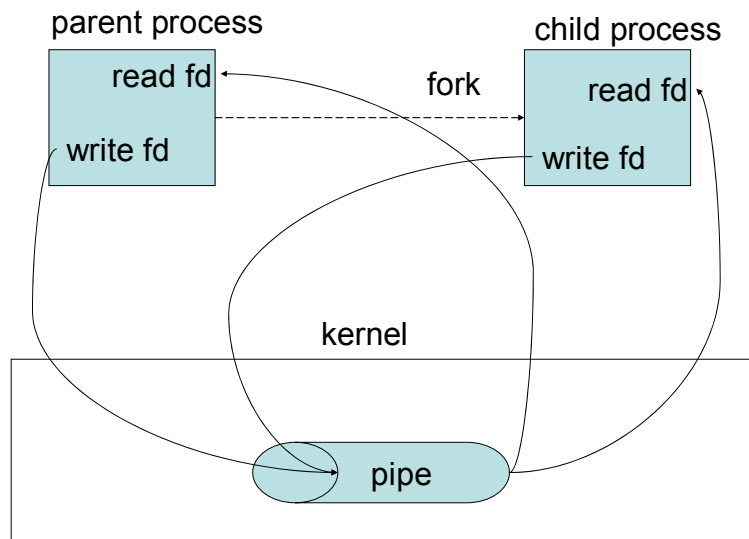 parent process
child process
read fd
fork
read fd
write fd
write fd
kernel
pipe